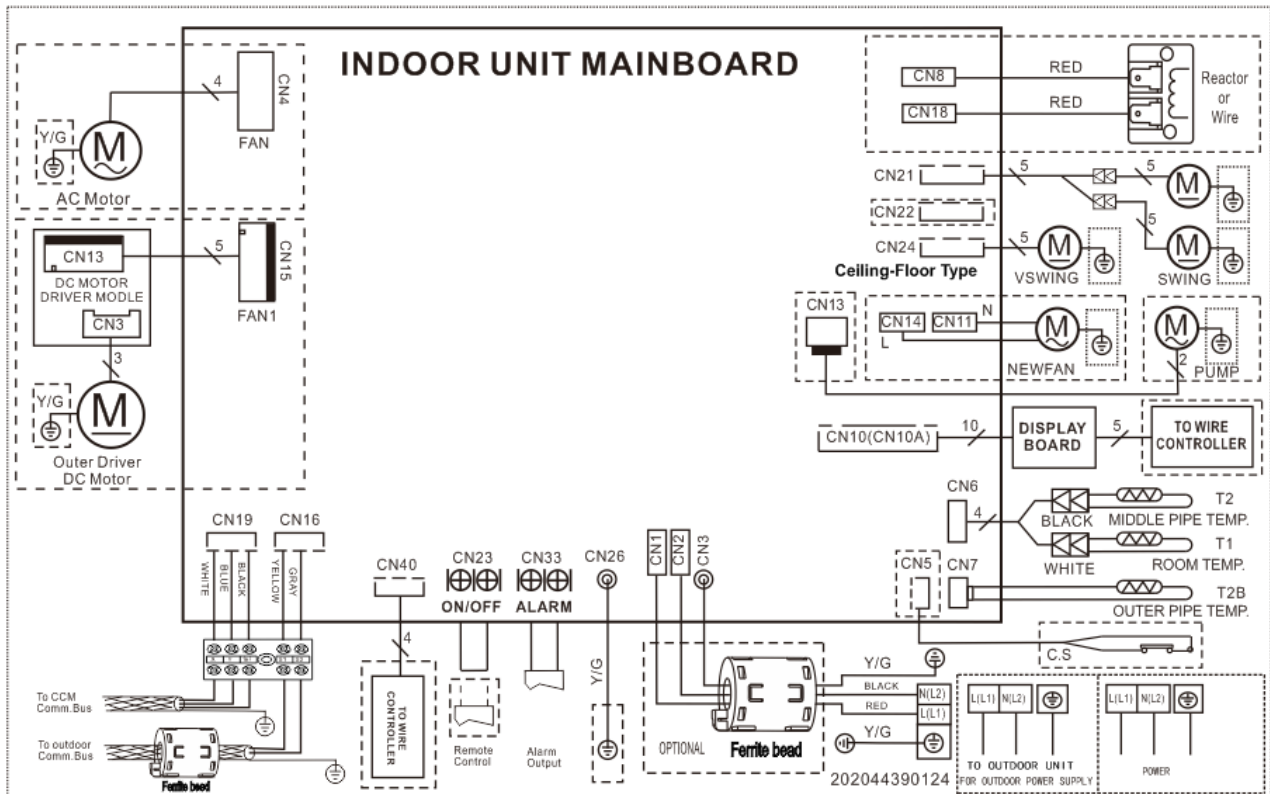 INDOOR UNIT MAINBOARD
4
CN4
FAN
Y/G
M
AC Motor
CN13
DC MOTOR
DRIVER MODLE
CN3
5
CN15
FAN1
3
Y/G
M
Outer Driver
DC Motor
CN8
RED
CN18
RED
Reactor
or
Wire
CN21
5
5
M
CN22
5
CN24
5
M
M
Ceiling-Floor Type
VSWING
SWING
CN13
CN14
CN11
N
L
M
NEWFAN
M
2
PUMP
CN10(CN10A)
10
DISPLAY
BOARD
5
TO WIRE
CONTROLLER
CN6
4
BLACK
T2
MIDDLE PIPE TEMP.
WHITE
T1
ROOM TEMP.
CN5
CN7
T2B
OUTER PIPE TEMP.
C.S
CN19
CN16
WHITE
BLUE
BLACK
YELLOW
GRAY
To CCM
Comm.Bus
To outdoor
Comm.Bus
Ferrite bead
CN40
4
TO WIRE
CONTROLLER
CN23
ON/OFF
Remote
Control
CN33
ALARM
Alarm
Output
CN26
Y/G
CN1
CN2
CN3
OPTIONAL
Ferrite bead
Y/G
BLACK
RED
Y/G
N(L2)
L(L1)
202044390124
L(L1)
N(L2)
TO OUTDOOR UNIT
FOR OUTDOOR POWER SUPPLY
L(L1)
N(L2)
POWER